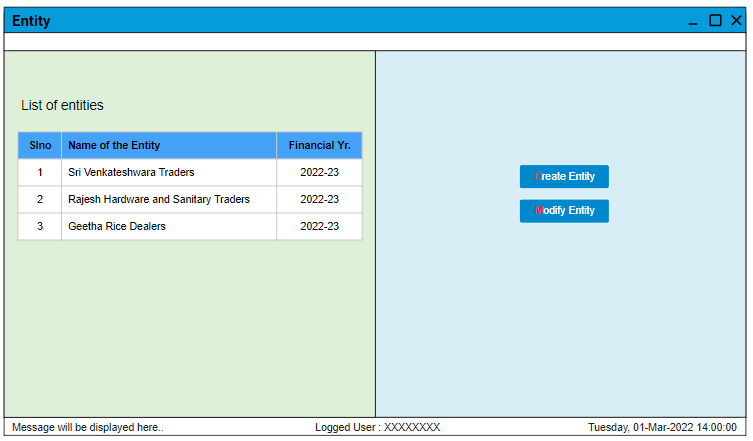 Entity
List of entities
Slno Name of the Entity Financial Yr.
1 Sri Venkateshwara Traders 2022-23
2 Rajesh Hardware and Sanitary Traders 2022-23
3 Geetha Rice Dealers 2022-23
Create Entity
Modify Entity
Message will be displayed here.. Logged User : XXXXXXXX Tuesday, 01-Mar-2022 14:00:00